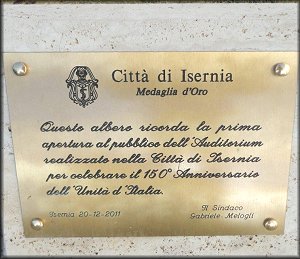 Città di Isernia
Medaglia d'Oro
Questo albero ricorda la prima
apertura al pubblico dell'Auditorium
realizzato nella Città di Isernia
per celebrare il 150° Anniversario
dell'Unità d'Italia.
Isernia 20-12-2011
Il Sindaco
Gabriele Melogli